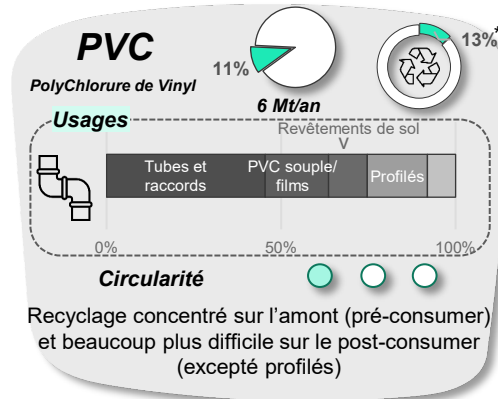 PVC
PolyChlorure de Vinyl
11%
6 Mt/an
13%*
Usages
Revêtements de sol
V
Tubes et
raccords
PVC souple/
films
Profilés
0%
50%
100%
Circularité
Recyclage concentré sur l'amont (pré-consumer)
et beaucoup plus difficile sur le post-consumer
(excepté profilés)